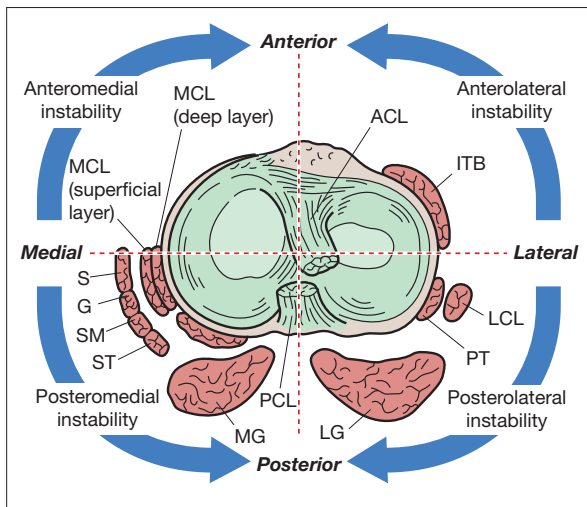 Anterior
Anteromedial
instability
MCL
(deep layer)
ACL
Anterolateral
instability
MCL
(superficial
layer)
ITB
Medial
Lateral
S
G
SM
ST
LCL
PT
Posteromedial
instability
PCL
MG
LG
Posterolateral
instability
Posterior